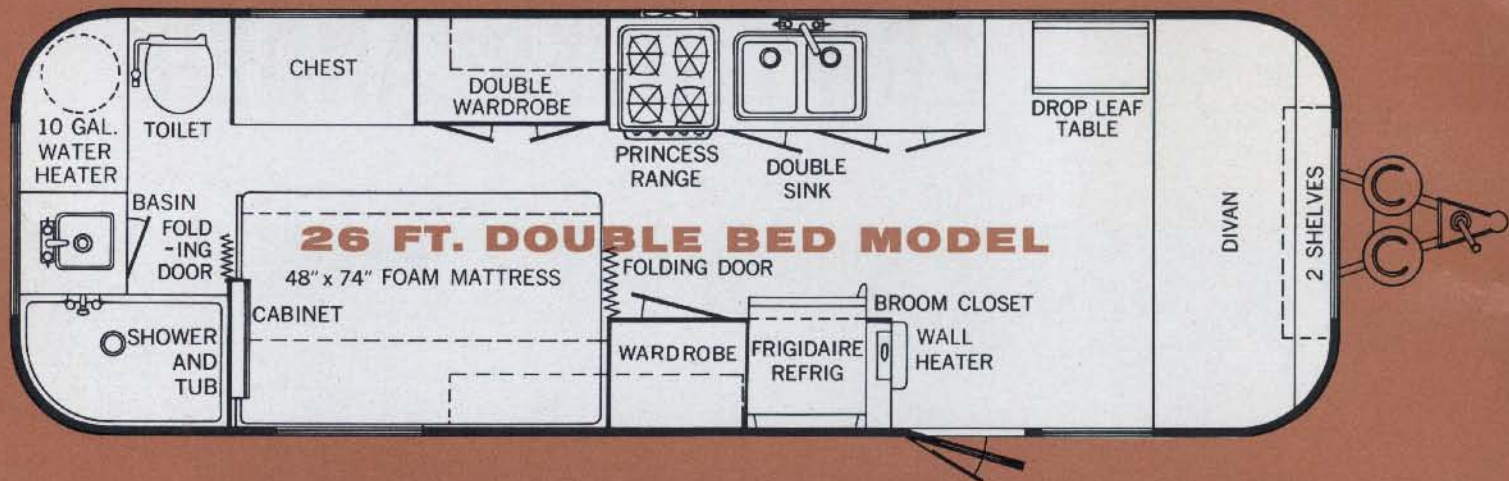 10 GAL.
WATER
HEATER
TOILET
CHEST
DOUBLE
WARDROBE
PRINCESS
RANGE
DOUBLE
SINK
DROP LEAF
TABLE
BASIN
FOLD
-ING
DOOR
26 FT. DOUBLE BED MODEL
48" x 74" FOAM MATTRESS
FOLDING DOOR
DIVAN
2 SHELVES
CABINET
SHOWER
AND
TUB
WARDROBE
FRIGIDAIRE
REFRIG
BROOM CLOSET
WALL
HEATER